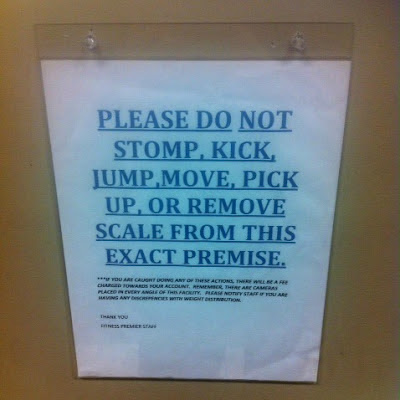 PLEASE DO NOT
STOMP, KICK,
JUMP,MOVE, PICK
UP, OR REMOVE
SCALE FROM THIS
EXACT PREMISE.
***IF YOU ARE CAUGHT DOING ANY OF THESE ACTIONS, THERE WILL BE A FEE
CHARGED TOWARDS YOUR ACCOUNT. REMEMBER, THERE ARE CAMERAS
PLACED IN EVERY ANGLE OF THIS FACILITY. PLEASE NOTIFY STAFF IF YOU ARE
HAVING ANY DISCREPENCIES WITH WEIGHT DISTRIBUTION.
THANK YOU
FITNESS PREMIER STAFF